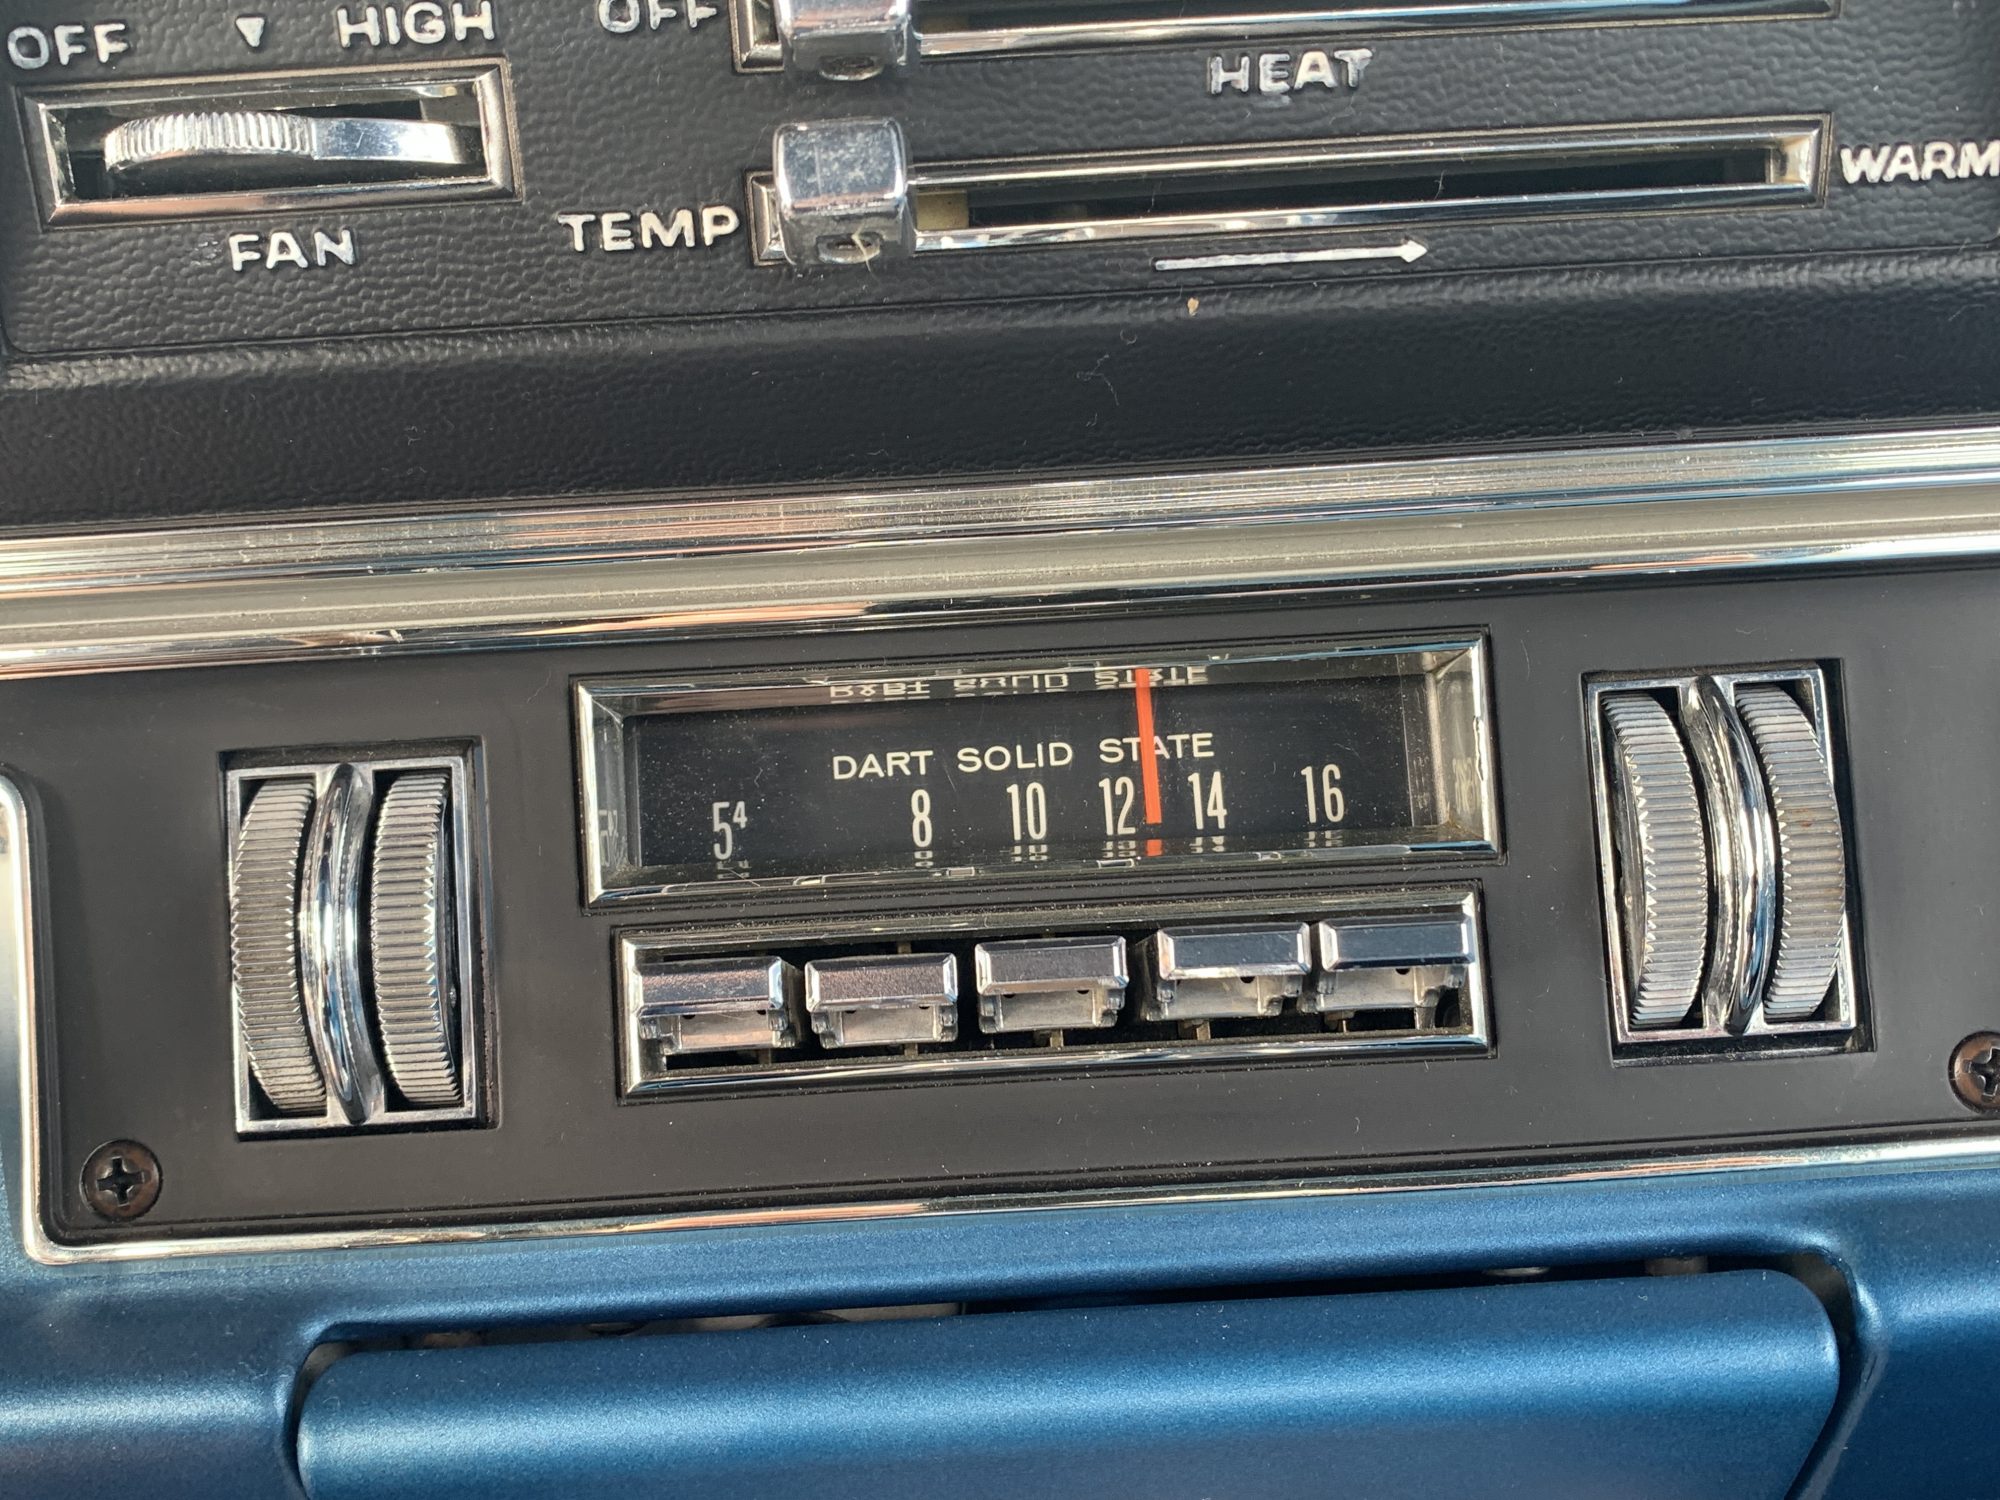 OFF HIGH
OFF
HEAT
FAN
TEMP
WARM
DART SOLID STATE
5⁴ 8 10 12 14 16